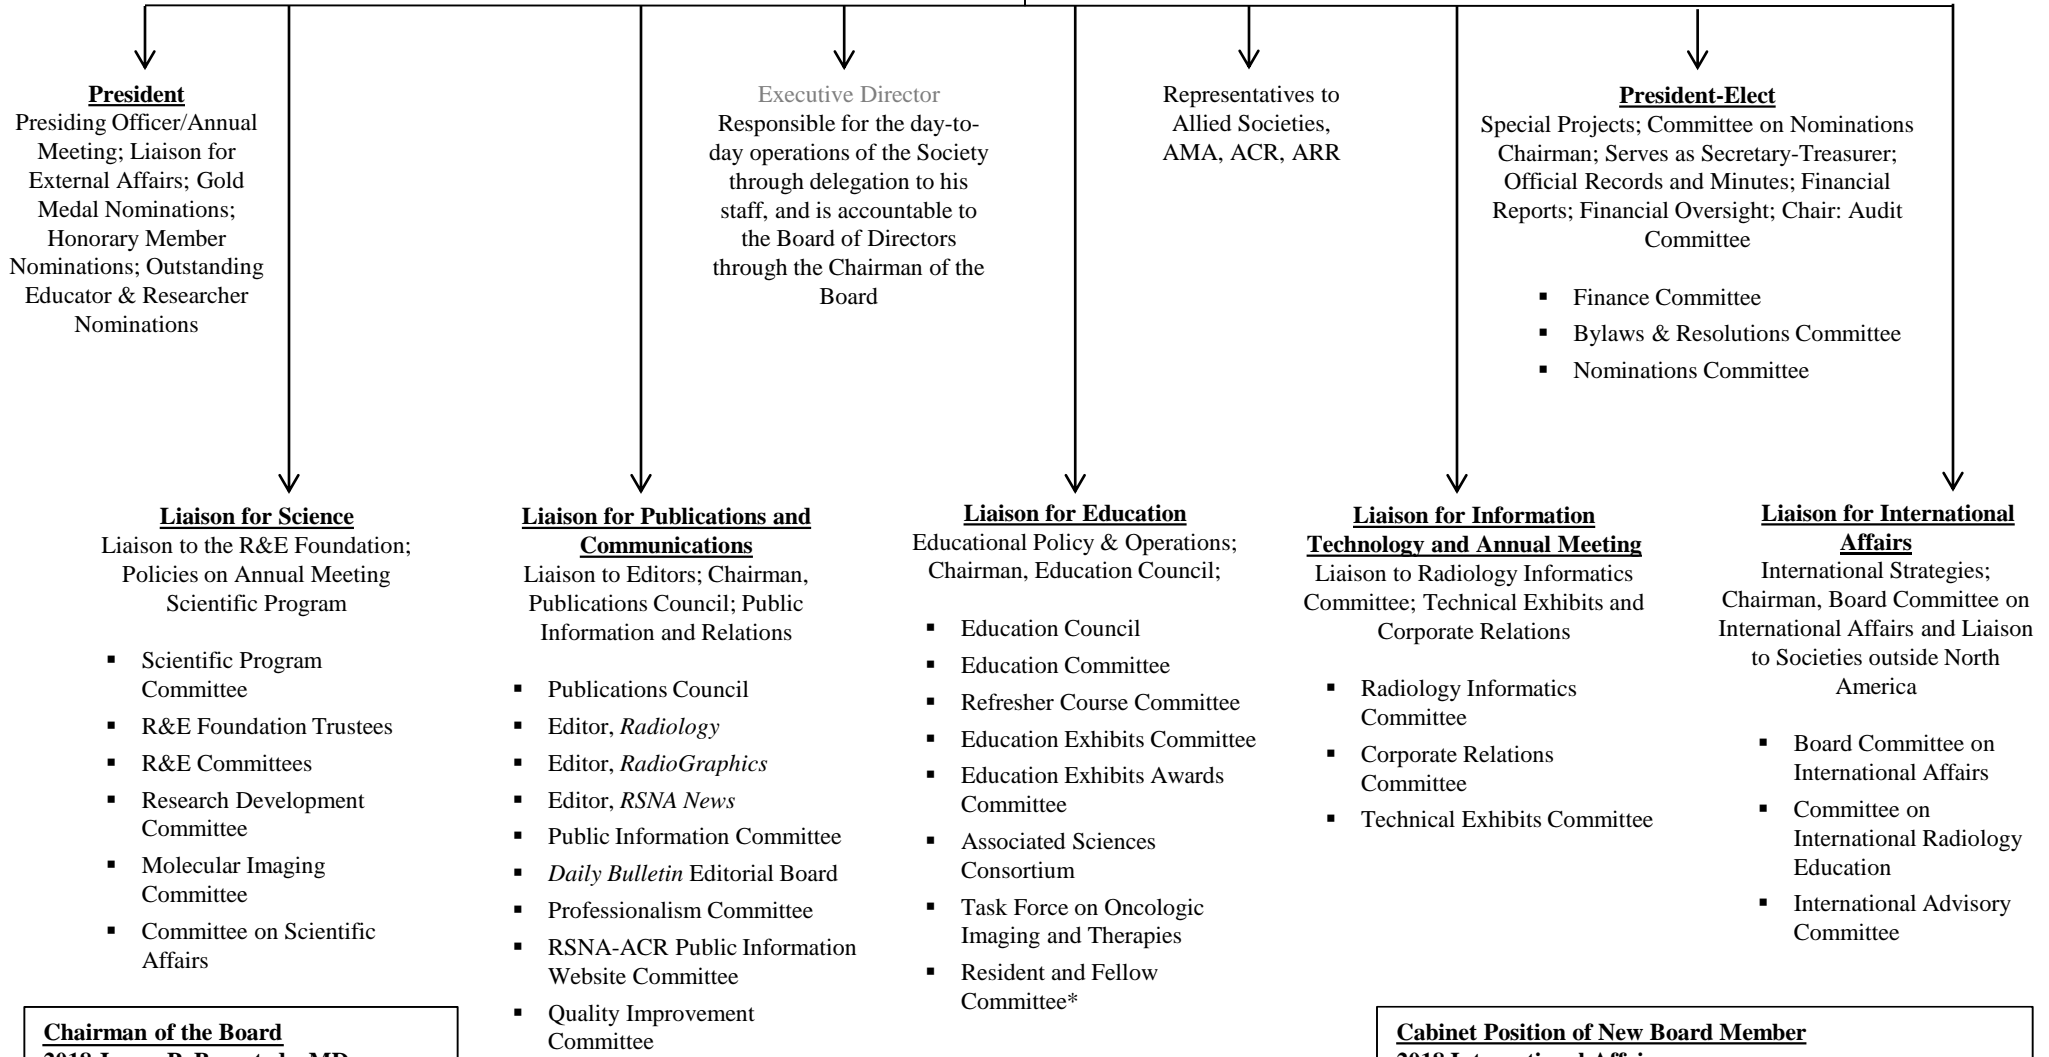 President
Presiding Officer/Annual
Meeting; Liaison for
External Affairs; Gold
Medal Nominations;
Honorary Member
Nominations; Outstanding
Educator & Researcher
Nominations
Executive Director
Responsible for the day-to-
day operations of the Society
through delegation to his
staff, and is accountable to
the Board of Directors
through the Chairman of the
Board
Representatives to
Allied Societies,
AMA, ACR, ARR
President-Elect
Special Projects; Committee on Nominations
Chairman; Serves as Secretary-Treasurer;
Official Records and Minutes; Financial
Reports; Financial Oversight; Chair: Audit
Committee
▪ Finance Committee
▪ Bylaws & Resolutions Committee
▪ Nominations Committee
Liaison for Science
Liaison to the R&E Foundation;
Policies on Annual Meeting
Scientific Program
▪ Scientific Program
Committee
▪ R&E Foundation Trustees
▪ R&E Committees
▪ Research Development
Committee
▪ Molecular Imaging
Committee
▪ Committee on Scientific
Affairs
Liaison for Publications and
Communications
Liaison to Editors; Chairman,
Publications Council; Public
Information and Relations
▪ Publications Council
▪ Editor, Radiology
▪ Editor, RadioGraphics
▪ Editor, RSNA News
▪ Public Information Committee
▪ Daily Bulletin Editorial Board
▪ Professionalism Committee
▪ RSNA-ACR Public Information
Website Committee
▪ Quality Improvement
Committee
Liaison for Education
Educational Policy & Operations;
Chairman, Education Council;
▪ Education Council
▪ Education Committee
▪ Refresher Course Committee
▪ Education Exhibits Committee
▪ Education Exhibits Awards
Committee
▪ Associated Sciences
Consortium
▪ Task Force on Oncologic
Imaging and Therapies
▪ Resident and Fellow
Committee*
Liaison for Information
Technology and Annual Meeting
Liaison to Radiology Informatics
Committee; Technical Exhibits and
Corporate Relations
▪ Radiology Informatics
Committee
▪ Corporate Relations
Committee
▪ Technical Exhibits Committee
Liaison for International
Affairs
International Strategies;
Chairman, Board Committee on
International Affairs and Liaison
to Societies outside North
America
▪ Board Committee on
International Affairs
▪ Committee on
International Radiology
Education
▪ International Advisory
Committee
Chairman of the Board
2018 MD
Cabinet Position of New Board Member
2018 International Affairs